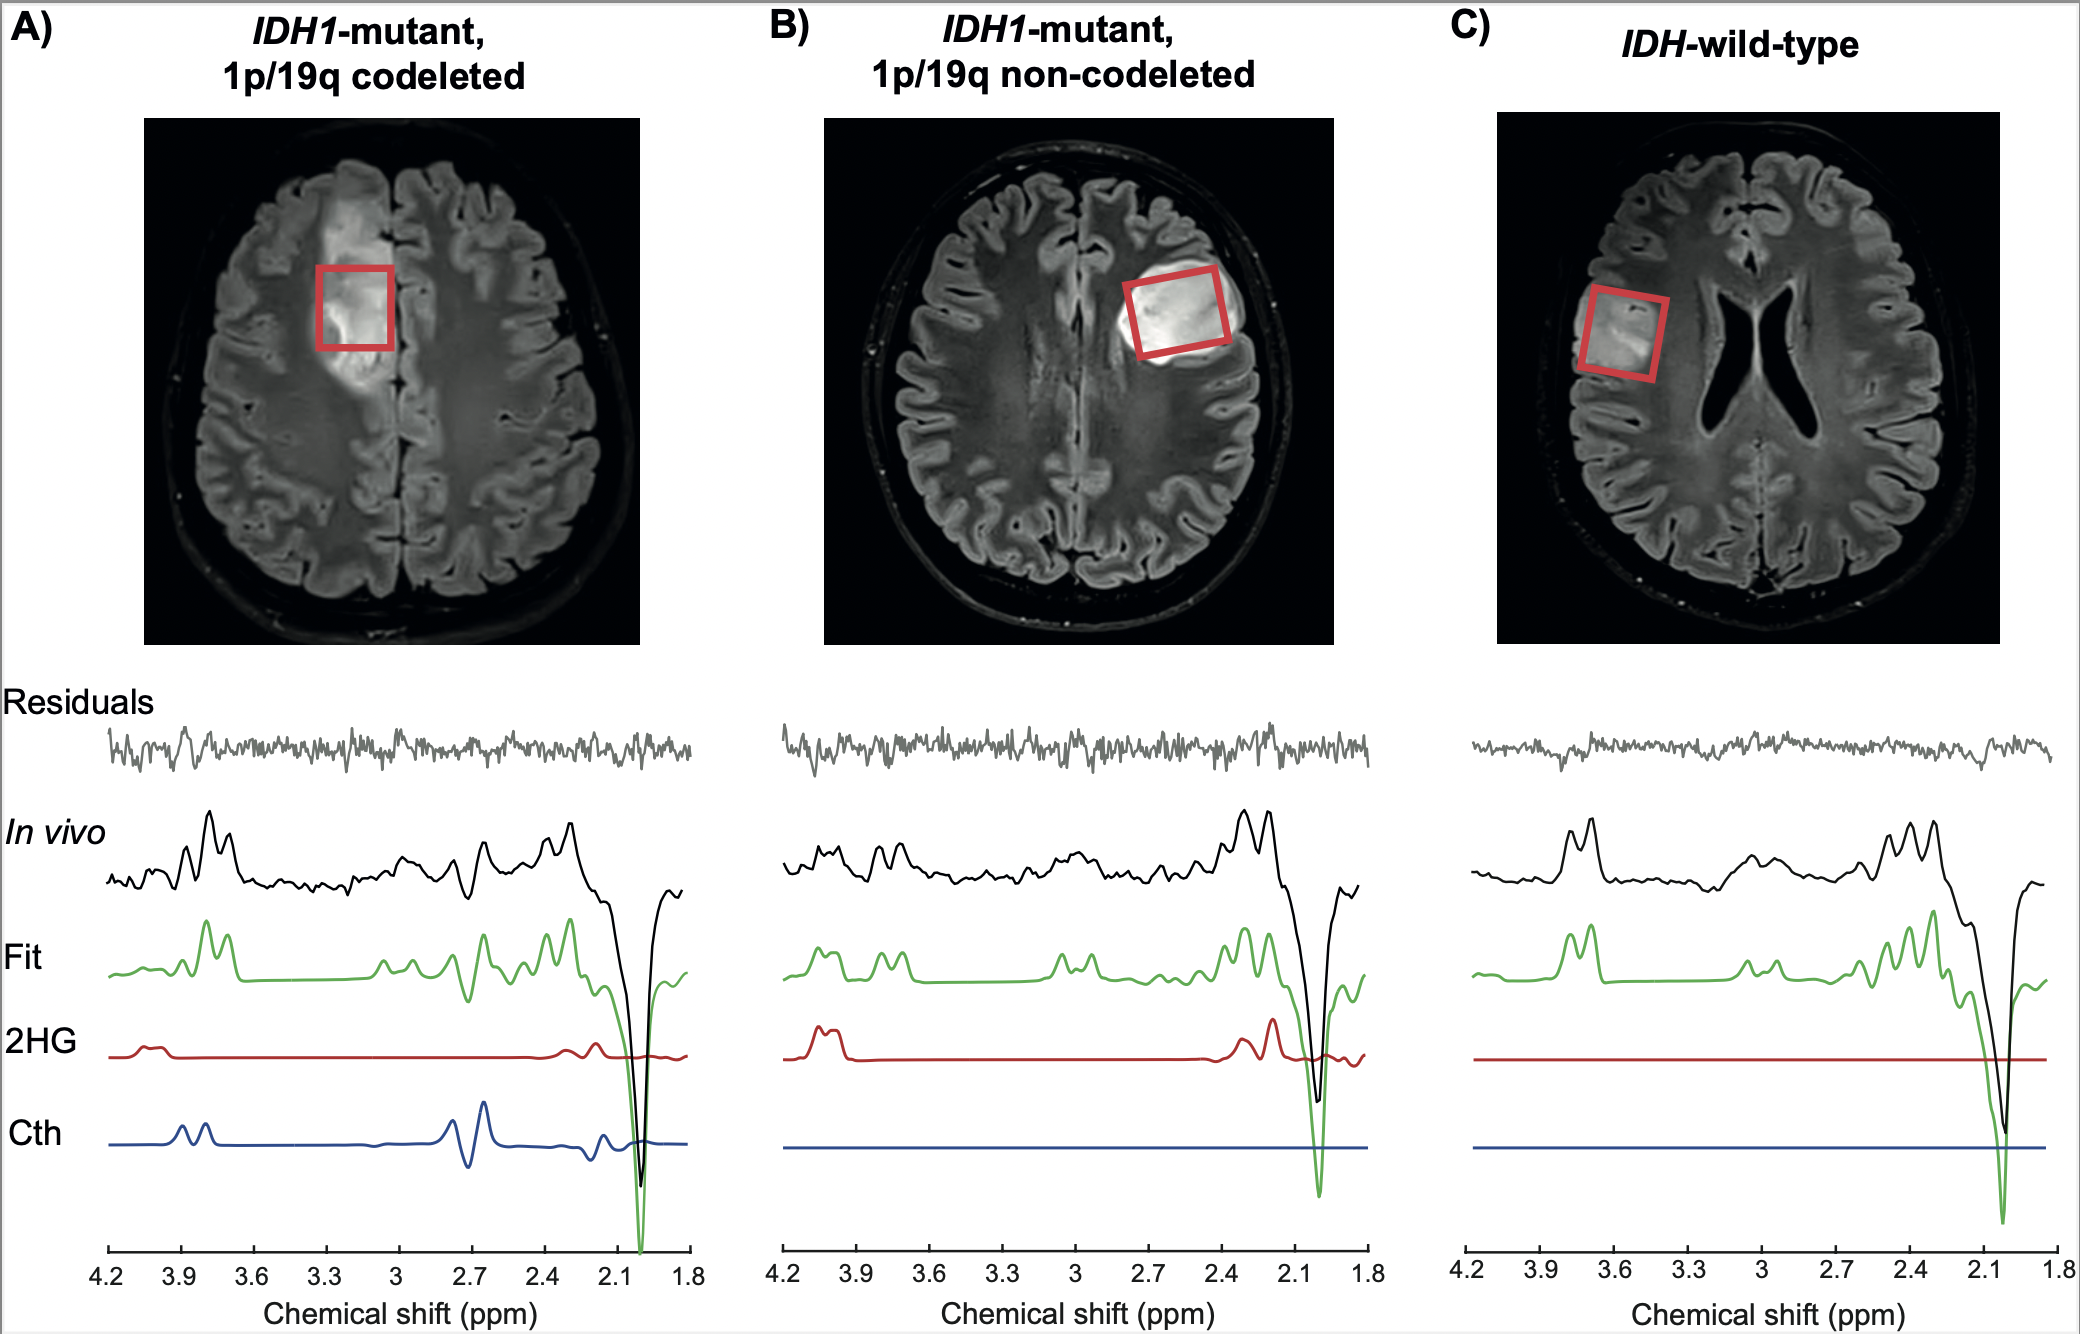 A)
IDH1-mutant,
1p/19q codeleted
B)
IDH1-mutant,
1p/19q non-codeleted
C)
IDH-wild-type
Residuals
In vivo
Fit
2HG
Cth
4.2 3.9 3.6 3.3 3 2.7 2.4 2.1 1.8
Chemical shift (ppm)
4.2 3.9 3.6 3.3 3 2.7 2.4 2.1 1.8
Chemical shift (ppm)
4.2 3.9 3.6 3.3 3 2.7 2.4 2.1 1.8
Chemical shift (ppm)